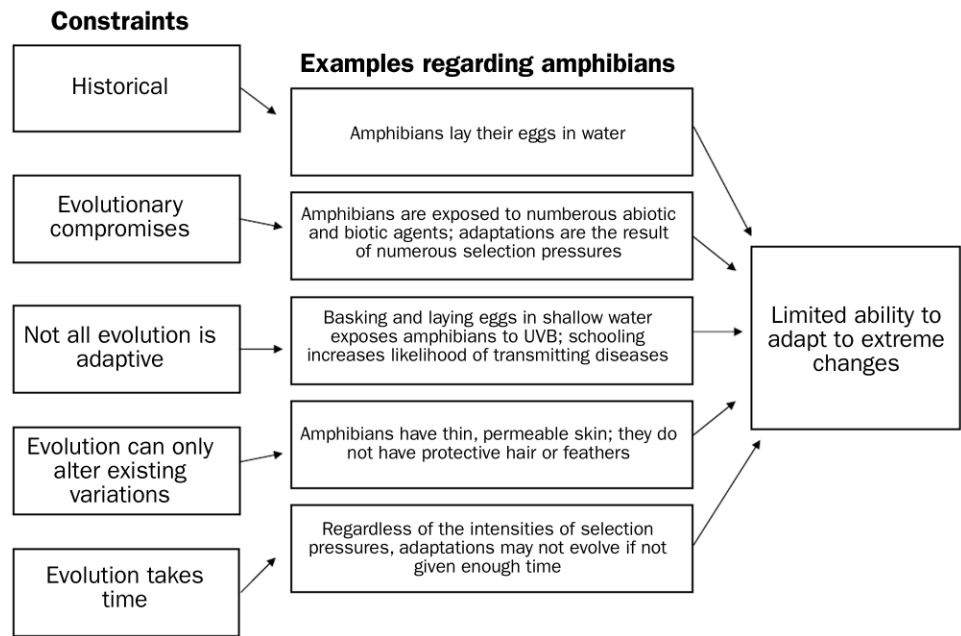 Constraints
Historical
Evolutionary
compromises
Not all evolution is
adaptive
Evolution can only
alter existing
variations
Evolution takes
time
Examples regarding amphibians
Amphibians lay their eggs in water
Amphibians are exposed to numberous abiotic
and biotic agents; adaptations are the result
of numerous selection pressures
Basking and laying eggs in shallow water
exposes amphibians to UVB; schooling
increases likelihood of transmitting diseases
Amphibians have thin, permeable skin; they do
not have protective hair or feathers
Regardless of the intensities of selection
pressures, adaptations may not evolve if not
given enough time
Limited ability to
adapt to extreme
changes